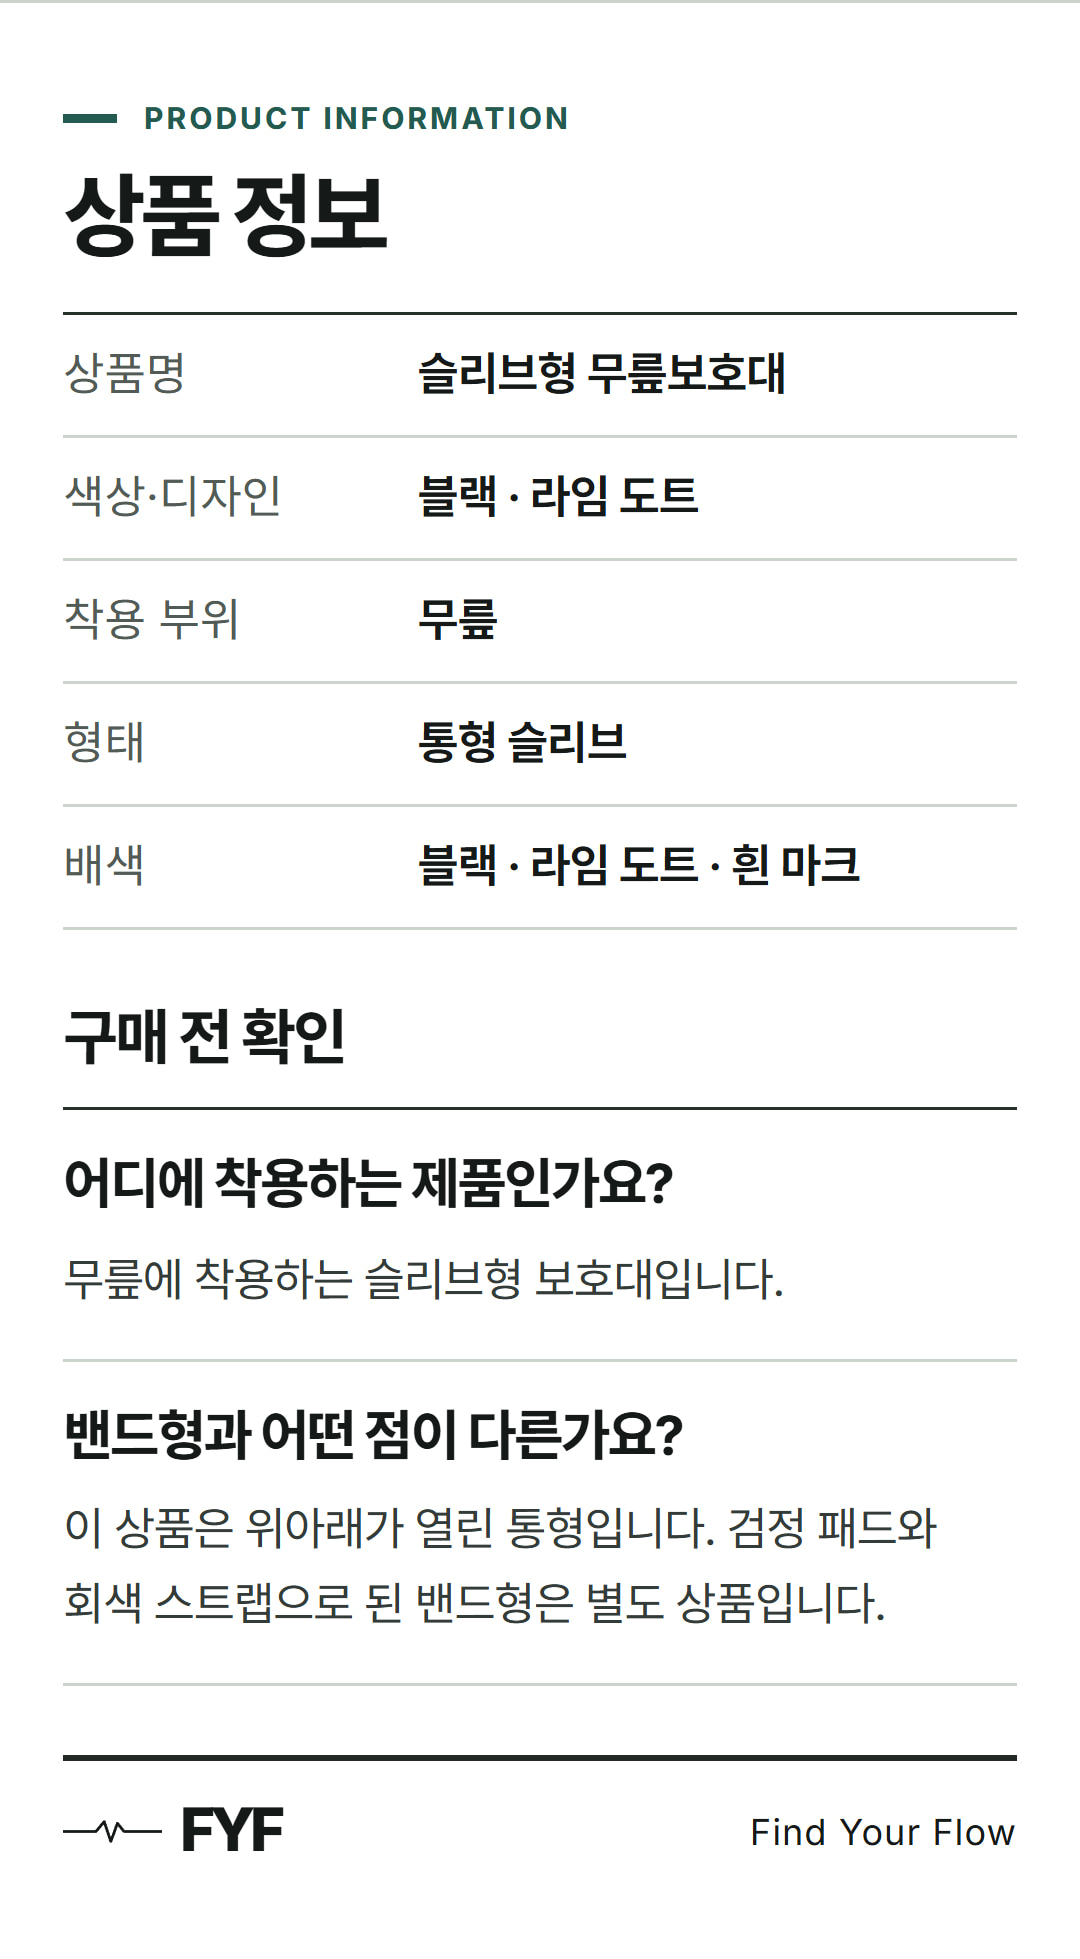 PRODUCT INFORMATION
상품 정보
상품명 슬리브형 무릎보호대
색상·디자인 블랙 · 라임 도트
착용 부위 무릎
형태 통형 슬리브
배색 블랙 · 라임 도트 · 흰 마크
구매 전 확인
어디에 착용하는 제품인가요?
무릎에 착용하는 슬리브형 보호대입니다.
밴드형과 어떤 점이 다른가요?
이 상품은 위아래가 열린 통형입니다. 검정 패드와
회색 스트랩으로 된 밴드형은 별도 상품입니다.
FYF Find Your Flow